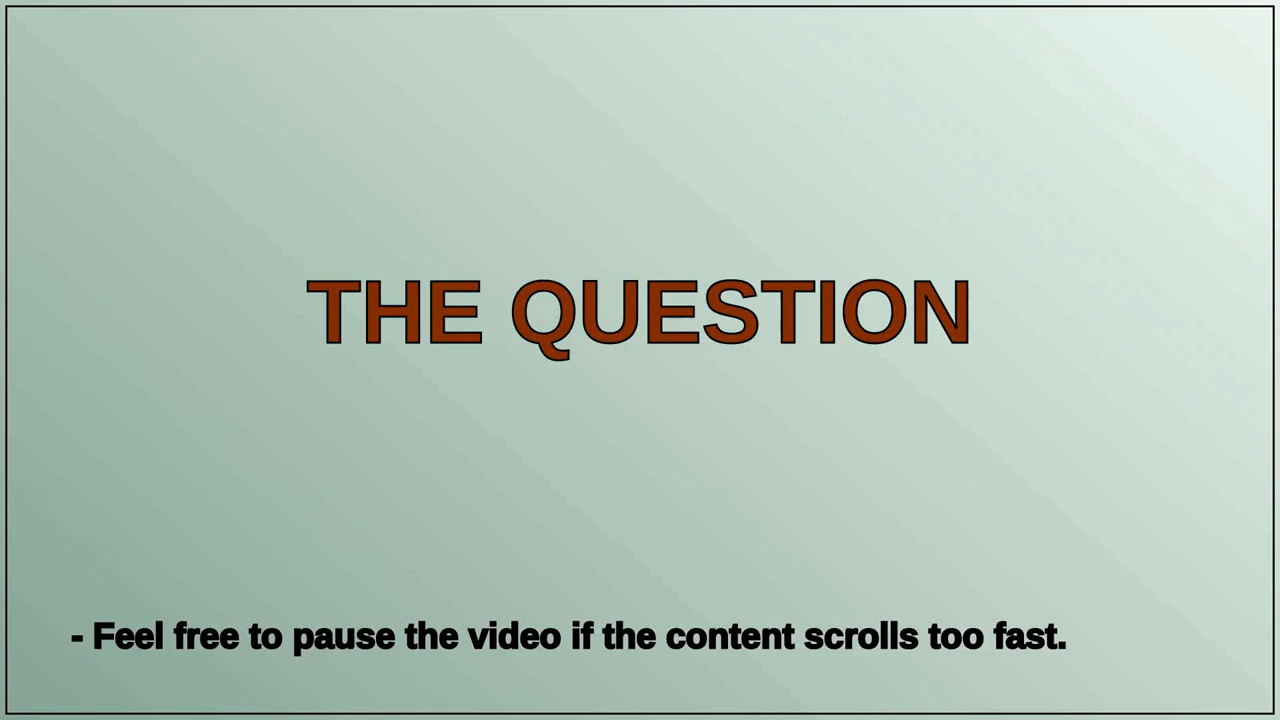 THE QUESTION
- Feel free to pause the video if the content scrolls too fast.